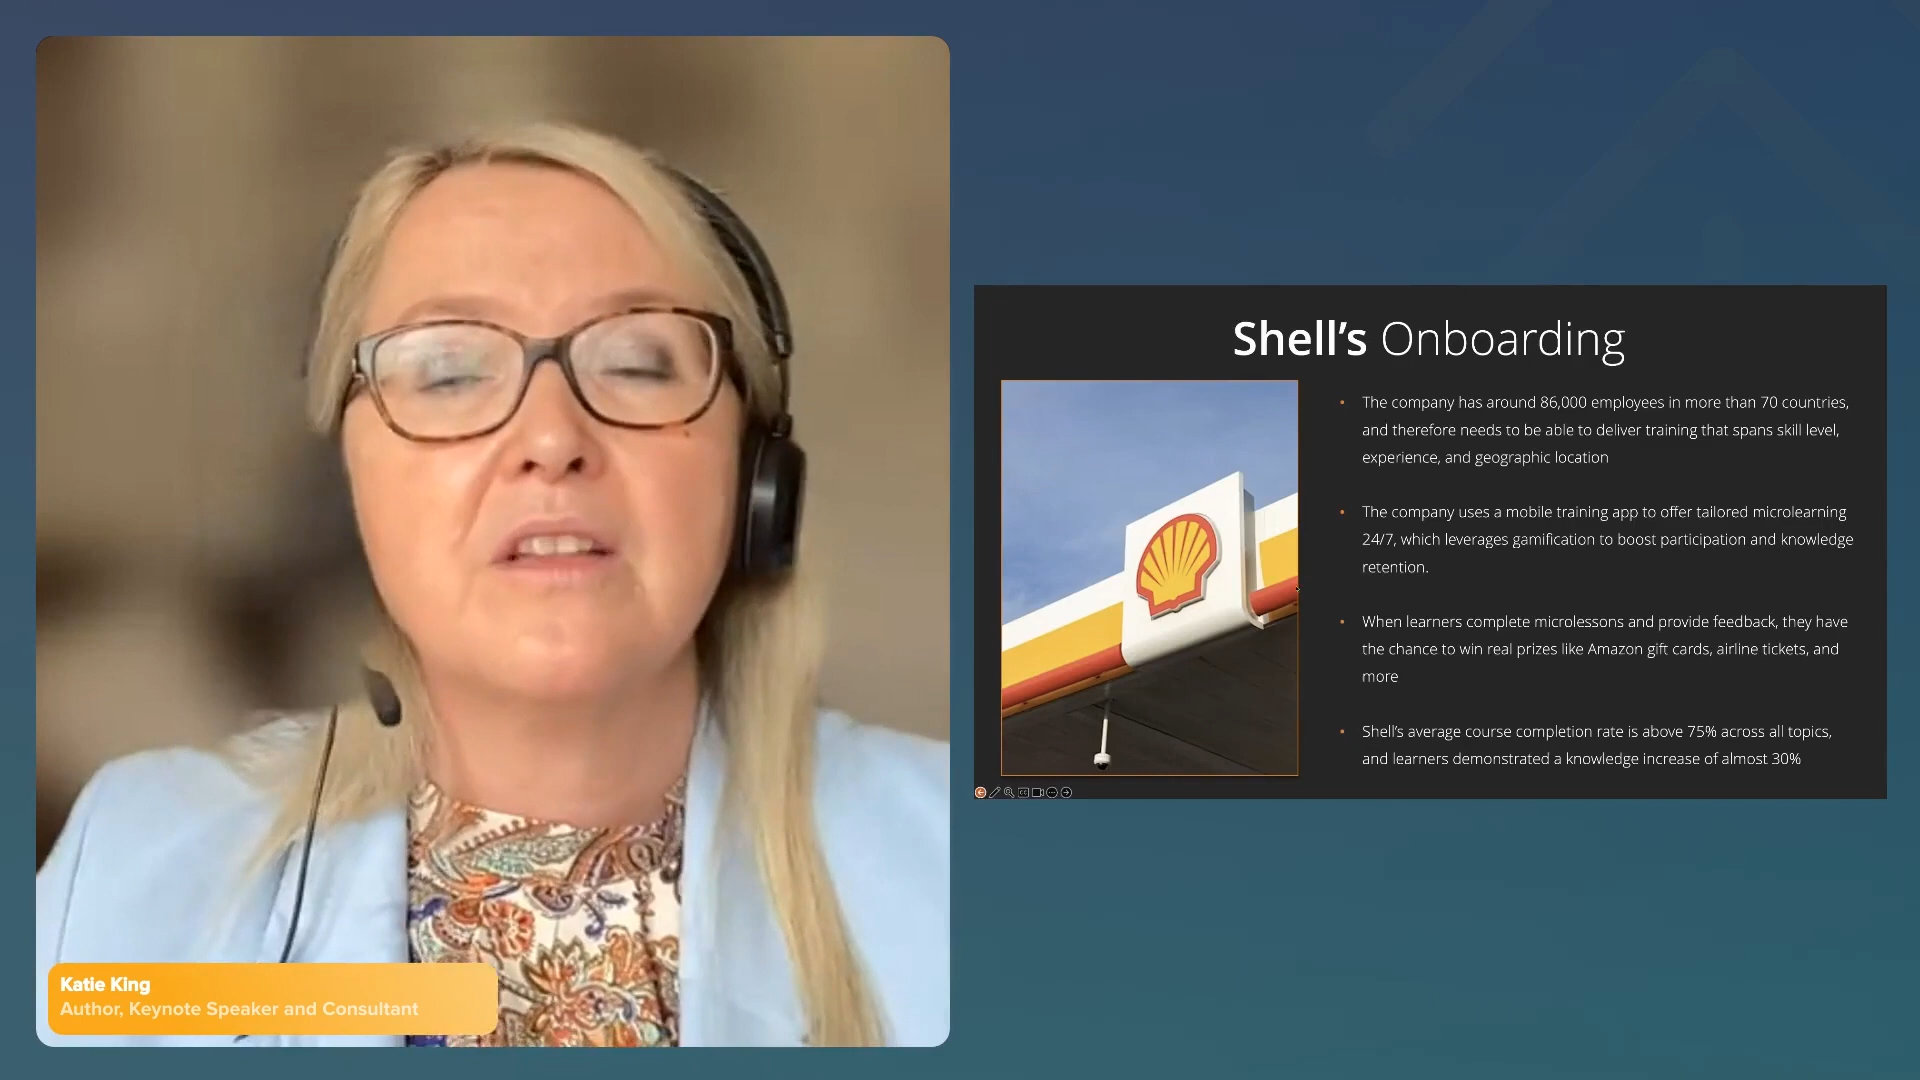 Katie King
Author, Keynote Speaker and Consultant
Shell’s Onboarding
• The company has around 86,000 employees in more than 70 countries,
and therefore needs to be able to deliver training that spans skill level,
experience, and geographic location
• The company uses a mobile training app to offer tailored microlearning
24/7, which leverages gamification to boost participation and knowledge
retention.
• When learners complete microlessons and provide feedback, they have
the chance to win real prizes like Amazon gift cards, airline tickets, and
more
• Shell’s average course completion rate is above 75% across all topics,
and learners demonstrated a knowledge increase of almost 30%